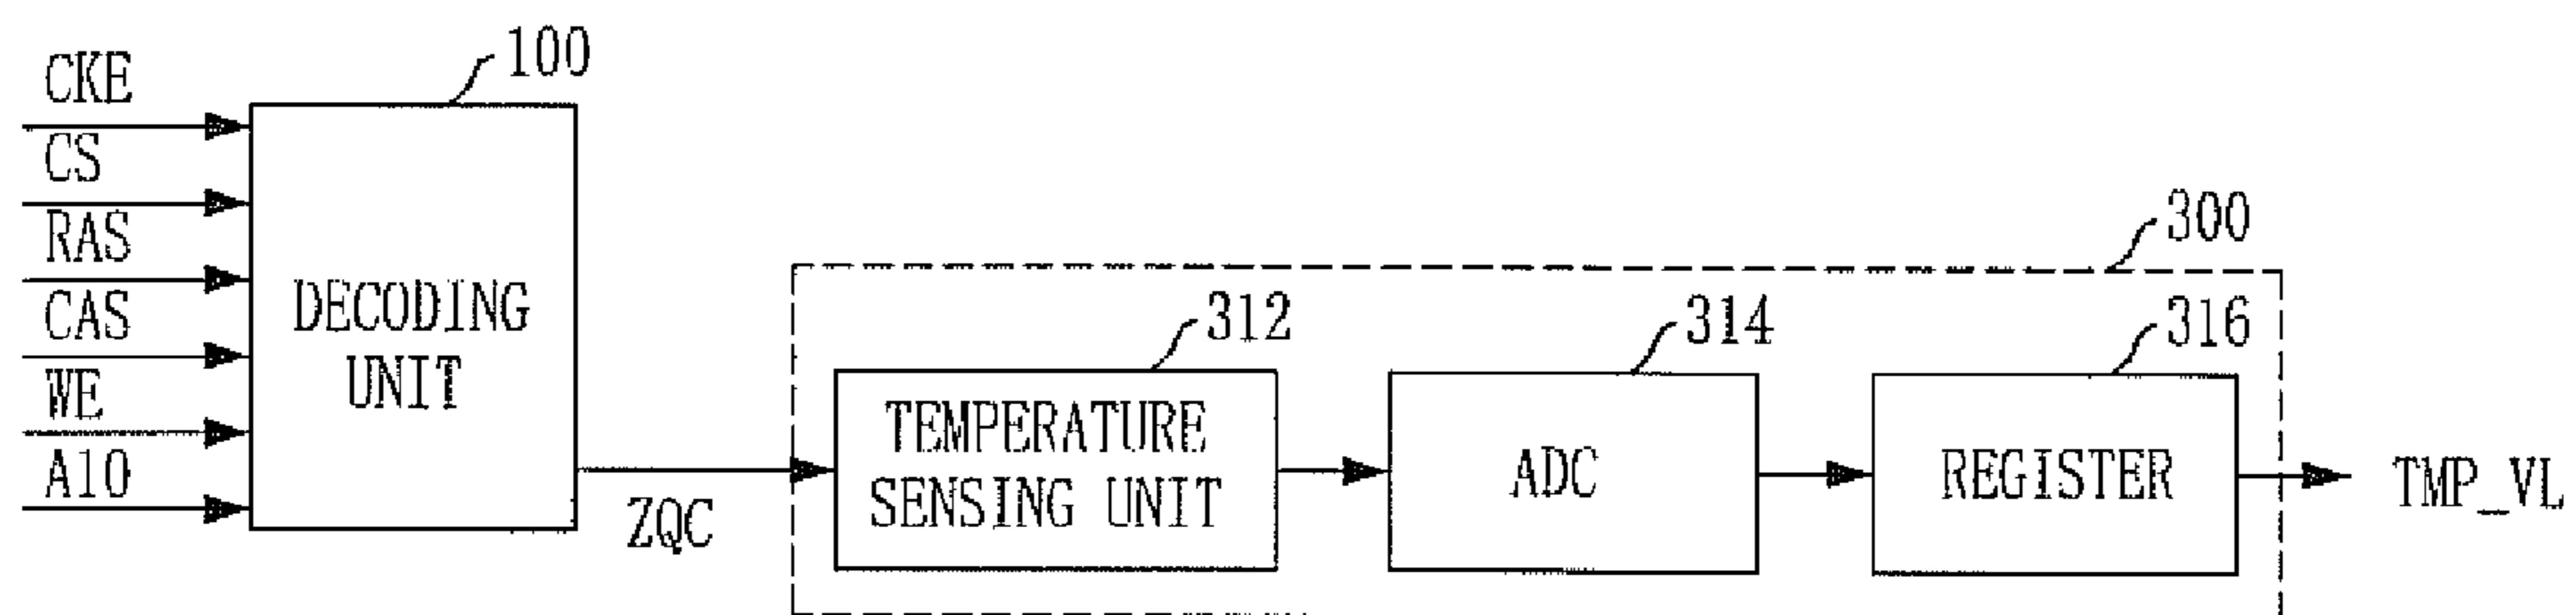 CKE
CS
RAS
CAS
WE
A10
100
DECODING
UNIT
ZQC
300
312
TEMPERATURE
SENSING UNIT
314
ADC
316
REGISTER
TMP_VL